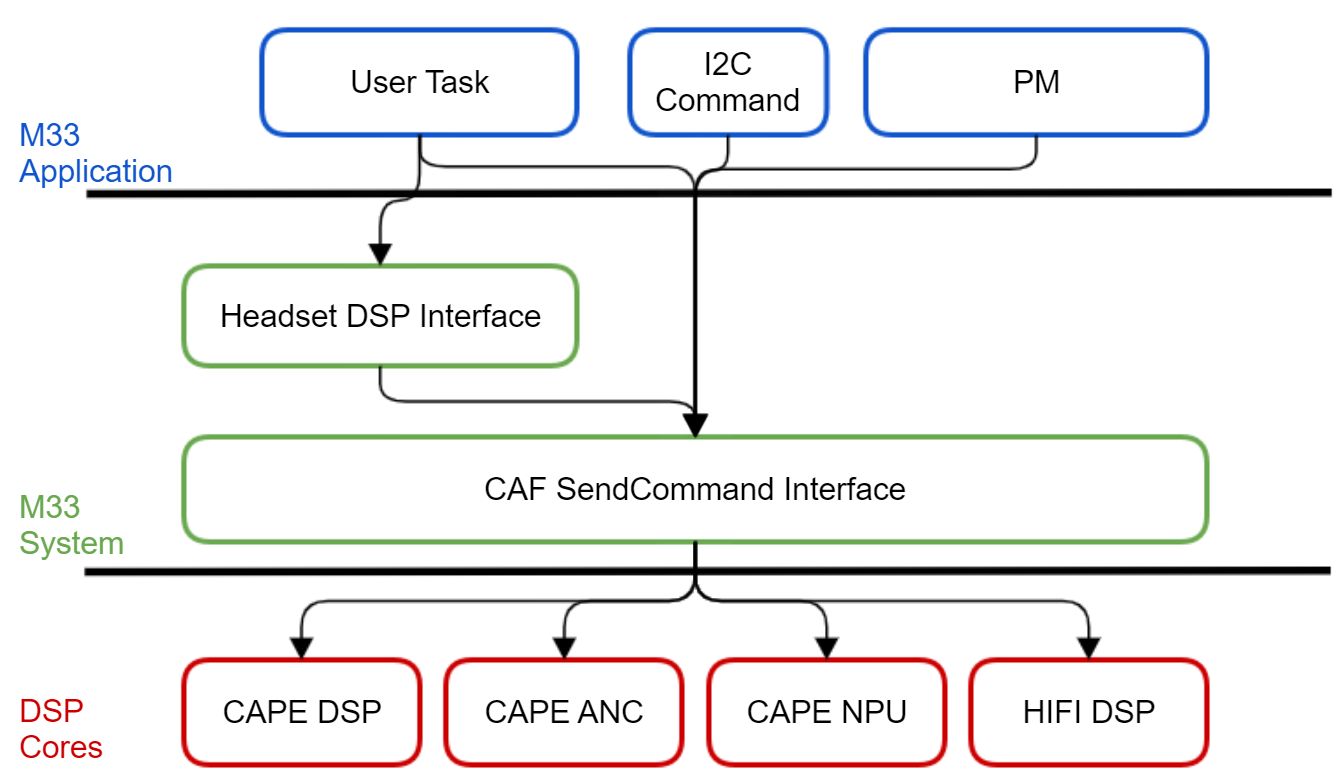 User Task
I2C
Command
PM
M33
Application
Headset DSP Interface
CAF SendCommand Interface
M33
System
CAPE DSP
CAPE ANC
CAPE NPU
HIFI DSP
DSP
Cores